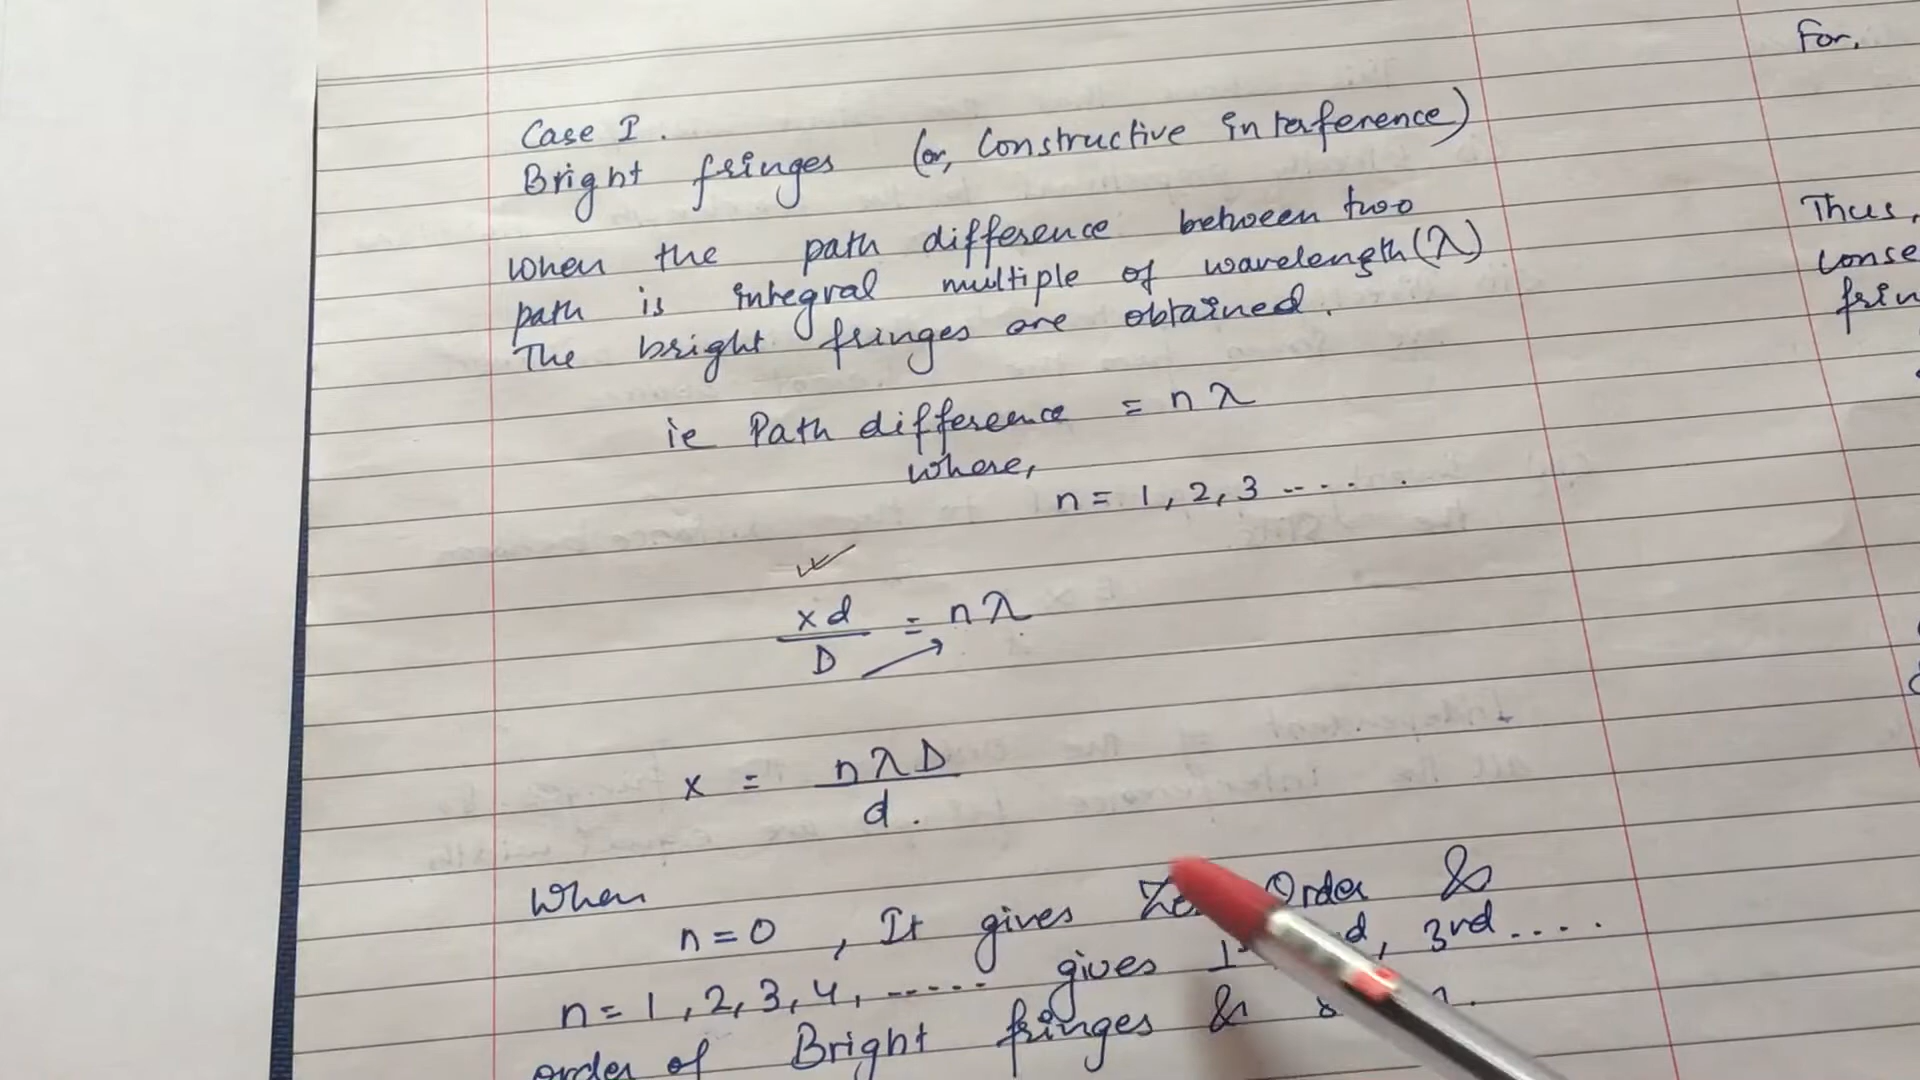 Case I.
Bright fringes (or, Constructive interference)
When the path difference between two
path is integral multiple of wavelength (λ)
The bright fringes are obtained.
ie Path difference = nλ
where,
n = 1, 2, 3 .....
xd/D = nλ
x = nλD/d.
When
n=0, It gives Order &
n= 1, 2, 3, 4, ...... gives 3rd ....
order of Bright fringes &
For,
Thus,